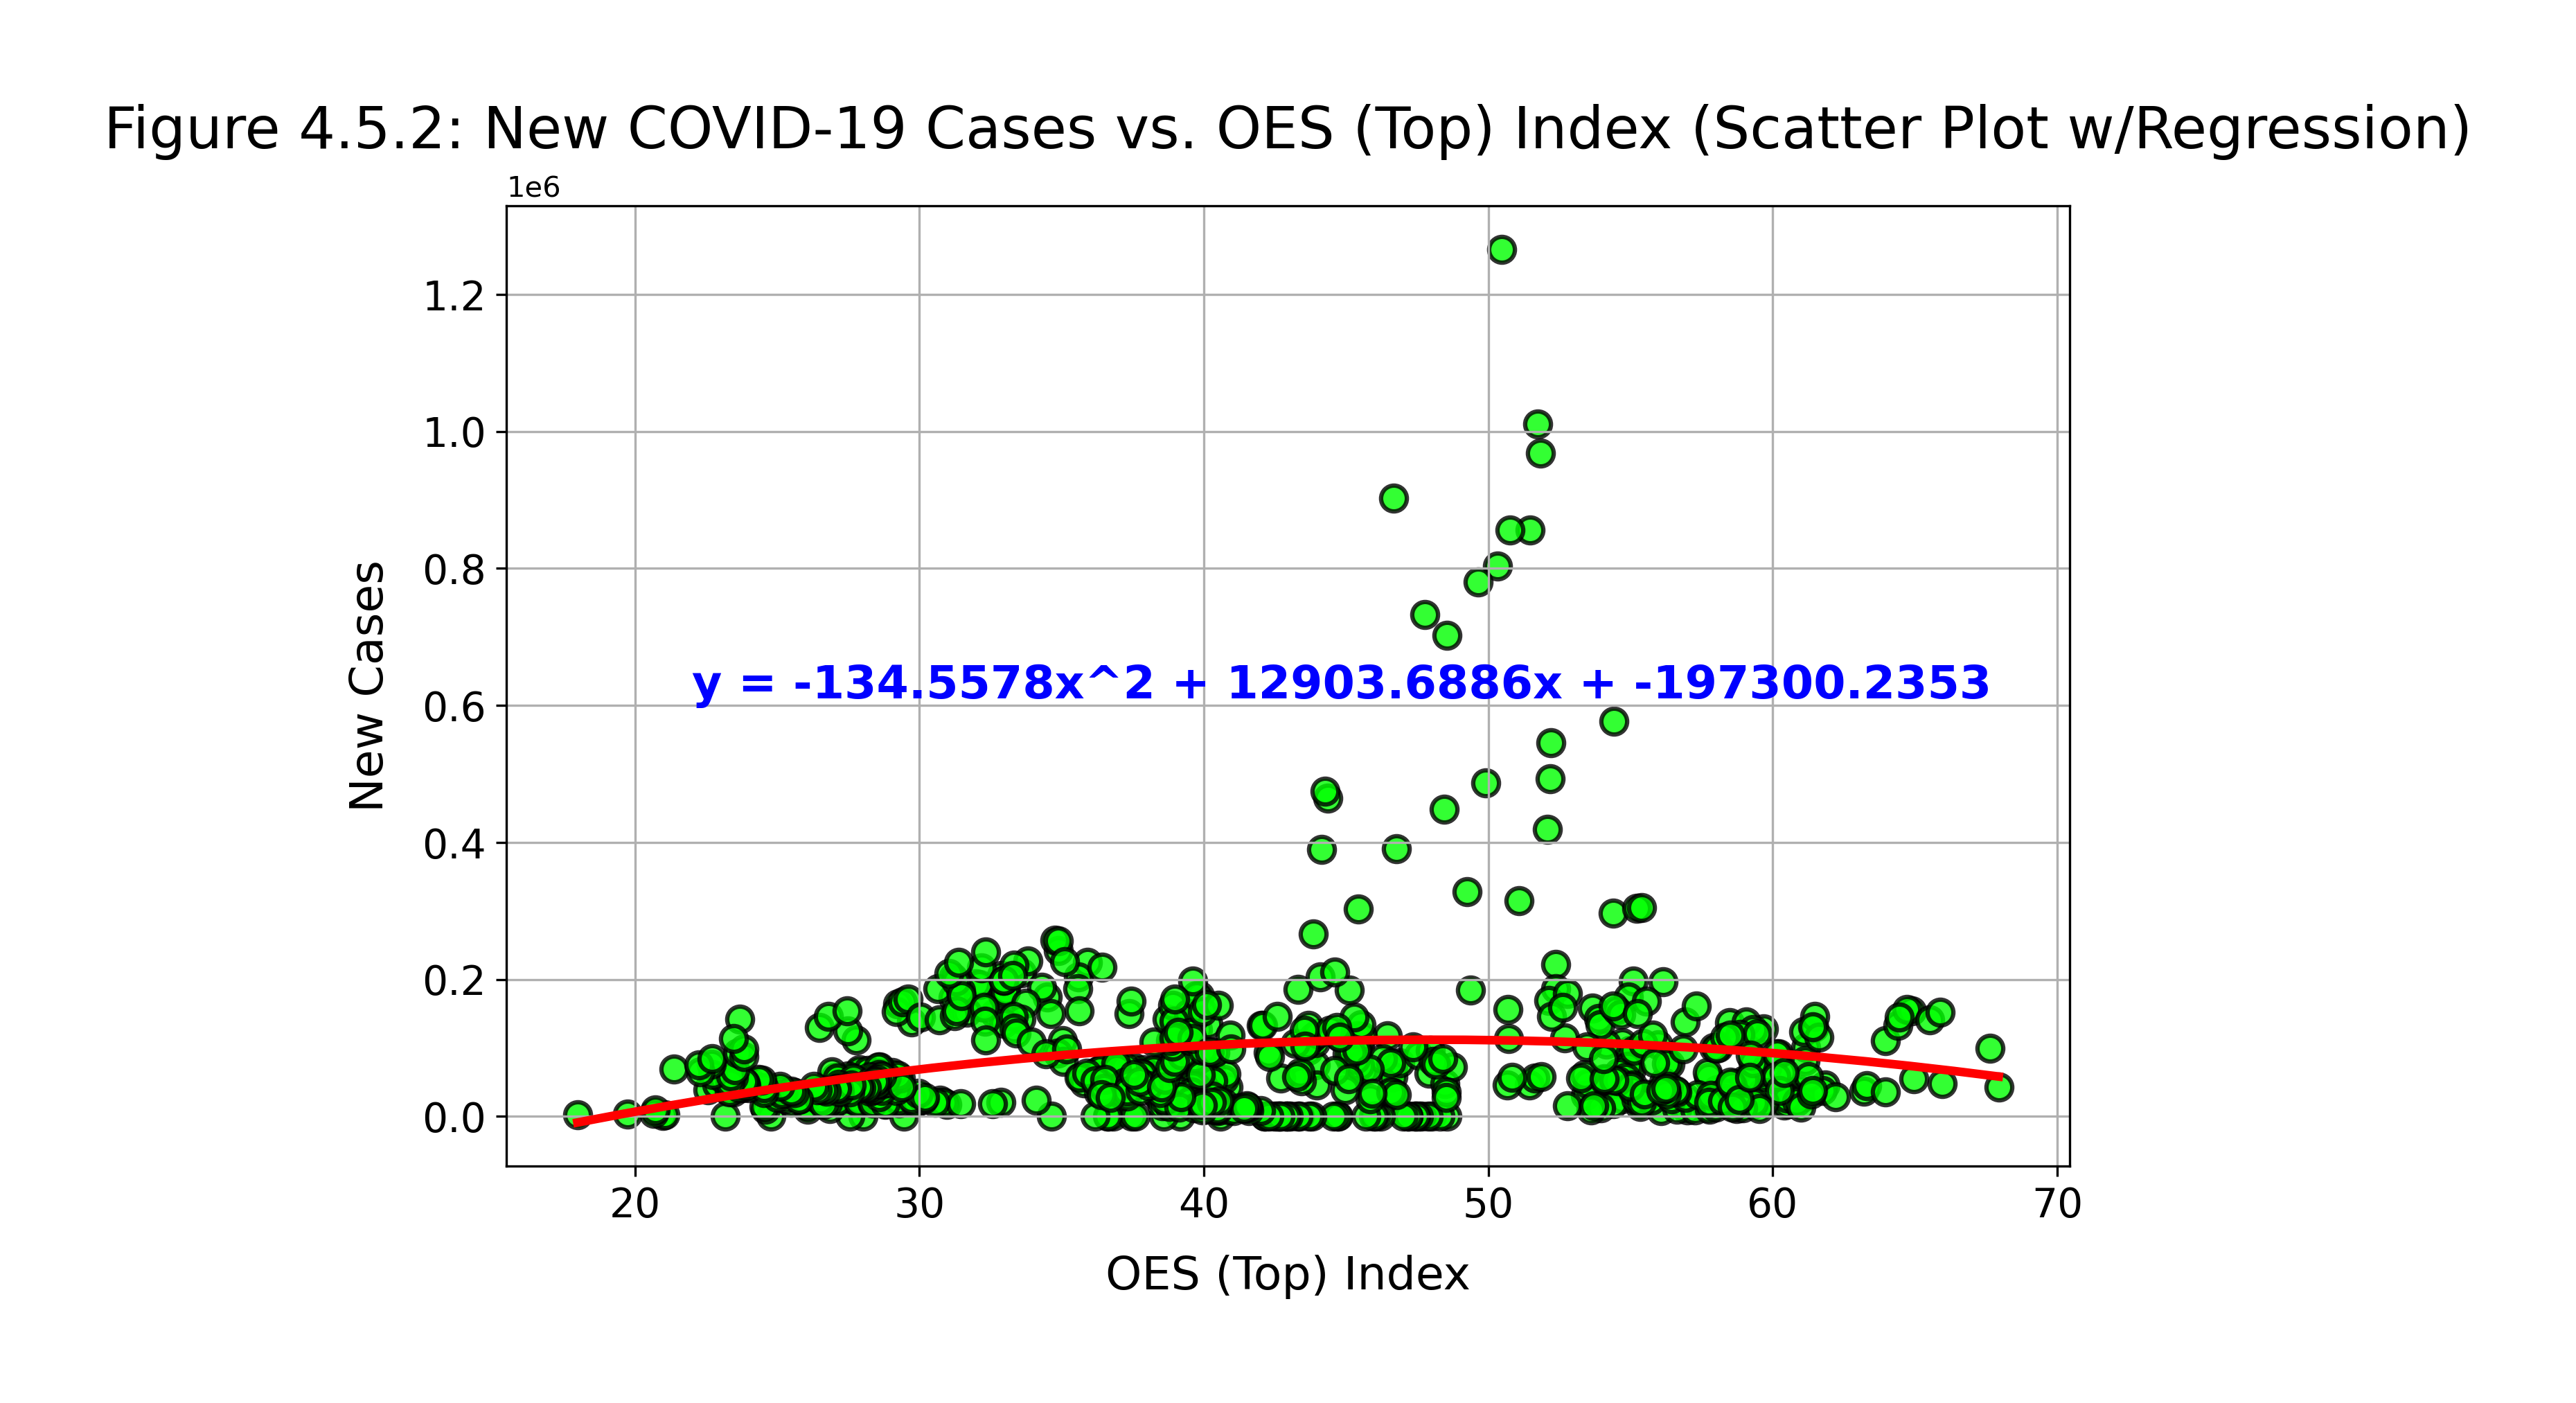 Figure 4.5.2: New COVID-19 Cases vs. OES (Top) Index (Scatter Plot w/Regression)
1e6
1.2
1.0
0.8
0.6
0.4
0.2
0.0
New Cases
y = -134.5578x^2 + 12903.6886x + -197300.2353
20 30 40 50 60 70
OES (Top) Index